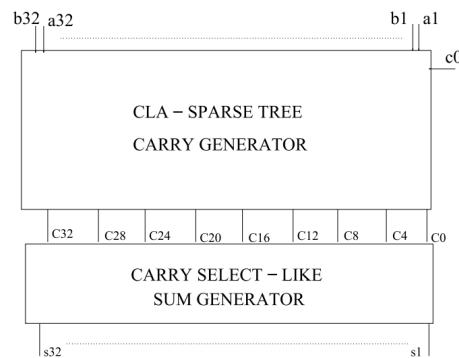 b32 a32 b1 a1
c0
CLA – SPARSE TREE
CARRY GENERATOR
C32 C28 C24 C20 C16 C12 C8 C4 C0
CARRY SELECT – LIKE
SUM GENERATOR
s32 s1